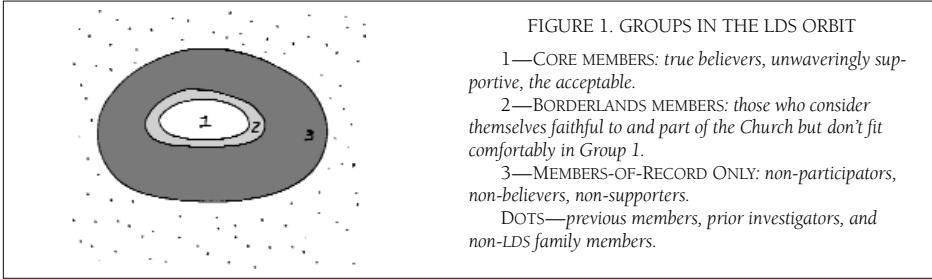 1
2
3
FIGURE 1. GROUPS IN THE LDS ORBIT
1—CORE MEMBERS: true believers, unwaveringly sup-
portive, the acceptable.
2—BORDERLANDS MEMBERS: those who consider
themselves faithful to and part of the Church but don’t fit
comfortably in Group 1.
3—MEMBERS-OF-RECORD ONLY: non-participators,
non-believers, non-supporters.
DOTS—previous members, prior investigators, and
non-LDS family members.